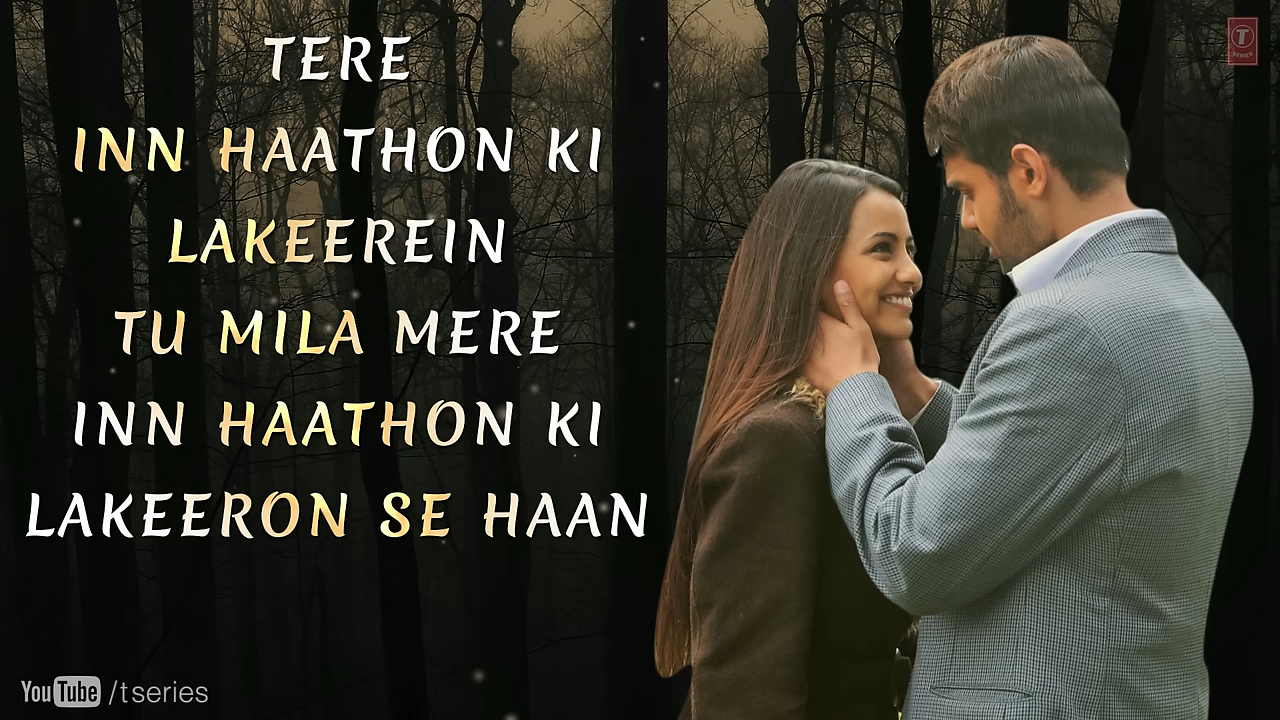 TERE
INN HAATHON KI
LAKEEREIN
TU MILA MERE
INN HAATHON KI
LAKEERON SE HAAN
YouTube /tseries
T
SERIES